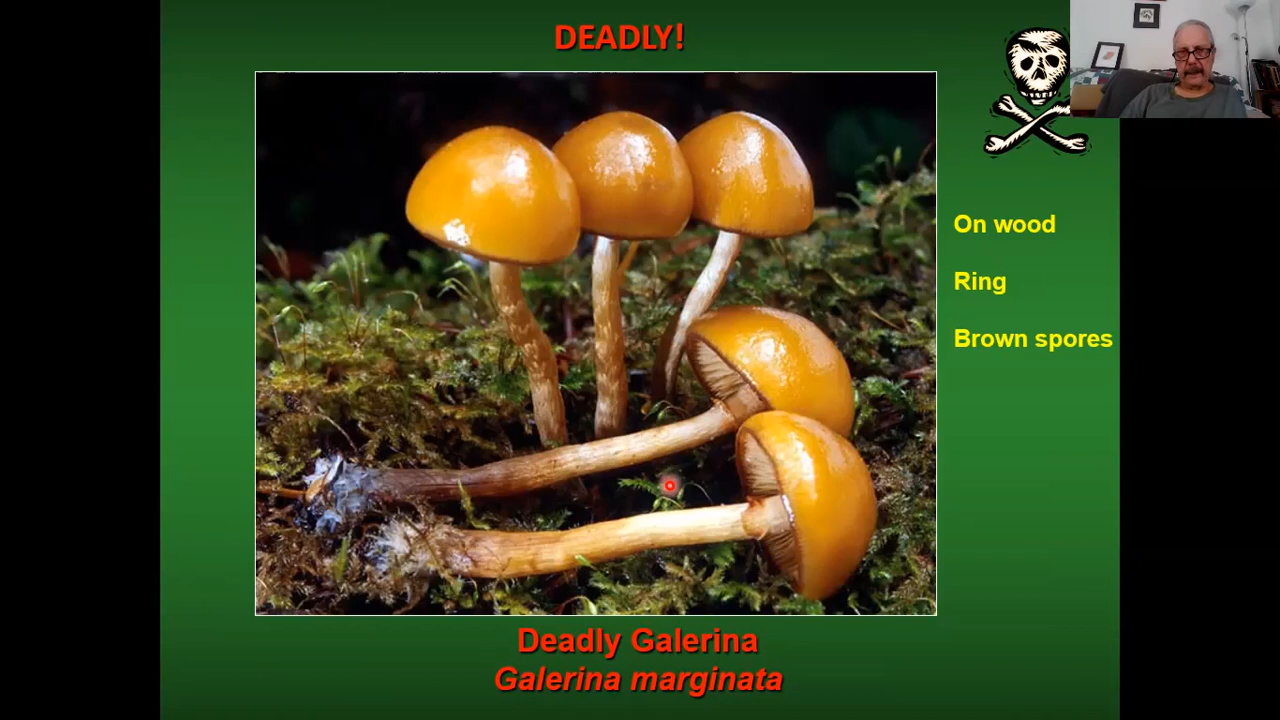 DEADLY!
On wood
Ring
Brown spores
Deadly Galerina
Galerina marginata